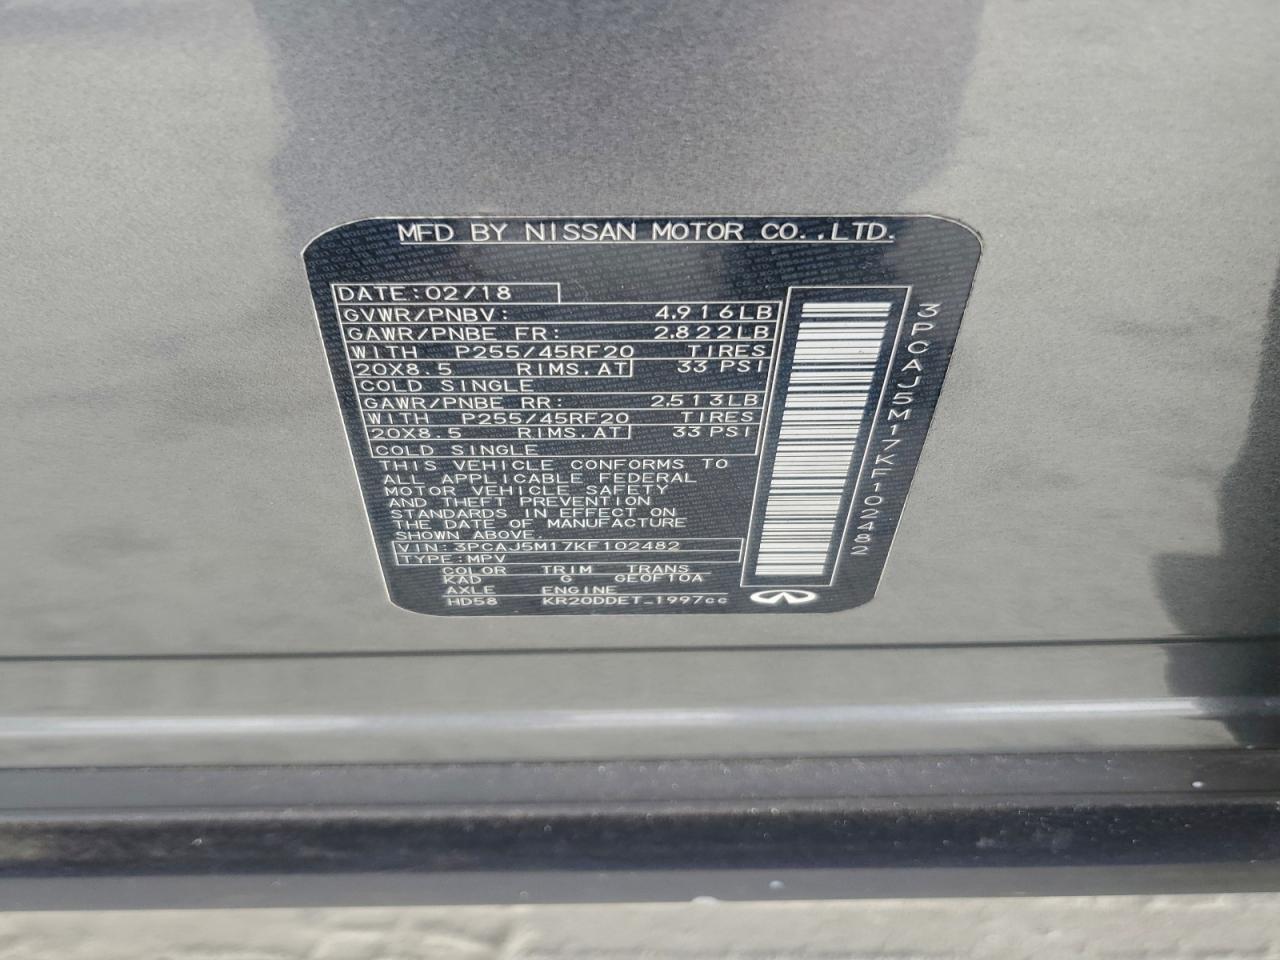 MFD BY NISSAN MOTOR CO.,LTD.
DATE:02/18
GVWR/PNBV: 4,916LB
GAWR/PNBE FR: 2,822LB
WITH P255/45RF20 TIRES
20X8.5 RIMS.AT 33 PSI
COLD SINGLE
GAWR/PNBE RR: 2,513LB
WITH P255/45RF20 TIRES
20X8.5 RIMS.AT 33 PSI
COLD SINGLE
THIS VEHICLE CONFORMS TO
ALL APPLICABLE FEDERAL
MOTOR VEHICLE SAFETY
AND THEFT PREVENTION
STANDARDS IN EFFECT ON
THE DATE OF MANUFACTURE
SHOWN ABOVE.
VIN:3PCAJ5M17KF102482
TYPE:MPV
COLOR TRIM TRANS
KAD G GE0F10A
AXLE ENGINE
HD58 KR20DDET_1997cc
3PCAJ5M17KF102482